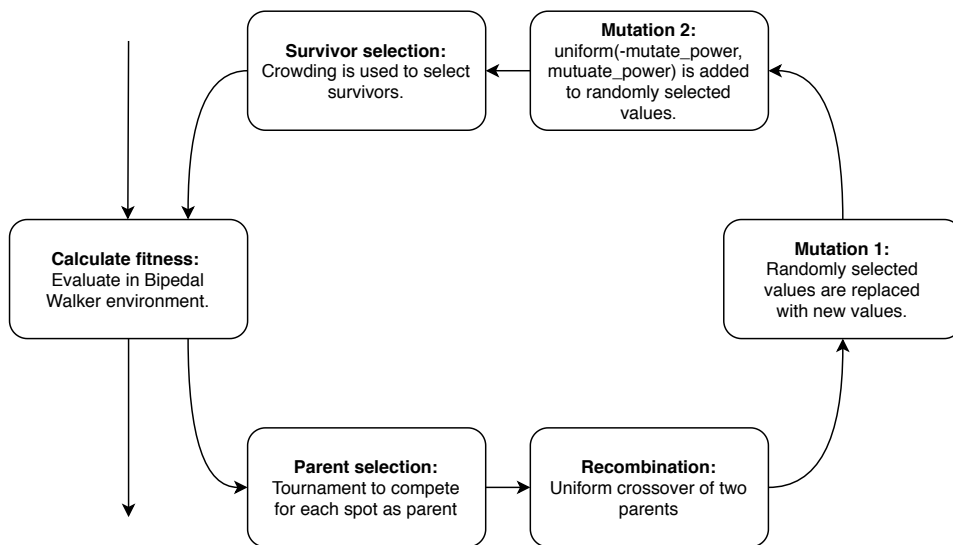 Survivor selection:
Crowding is used to select
survivors.
Mutation 2:
uniform(-mutate_power,
mutuate_power) is added
to randomly selected
values.
Calculate fitness:
Evaluate in Bipedal
Walker environment.
Mutation 1:
Randomly selected
values are replaced
with new values.
Parent selection:
Tournament to compete
for each spot as parent
Recombination:
Uniform crossover of two
parents